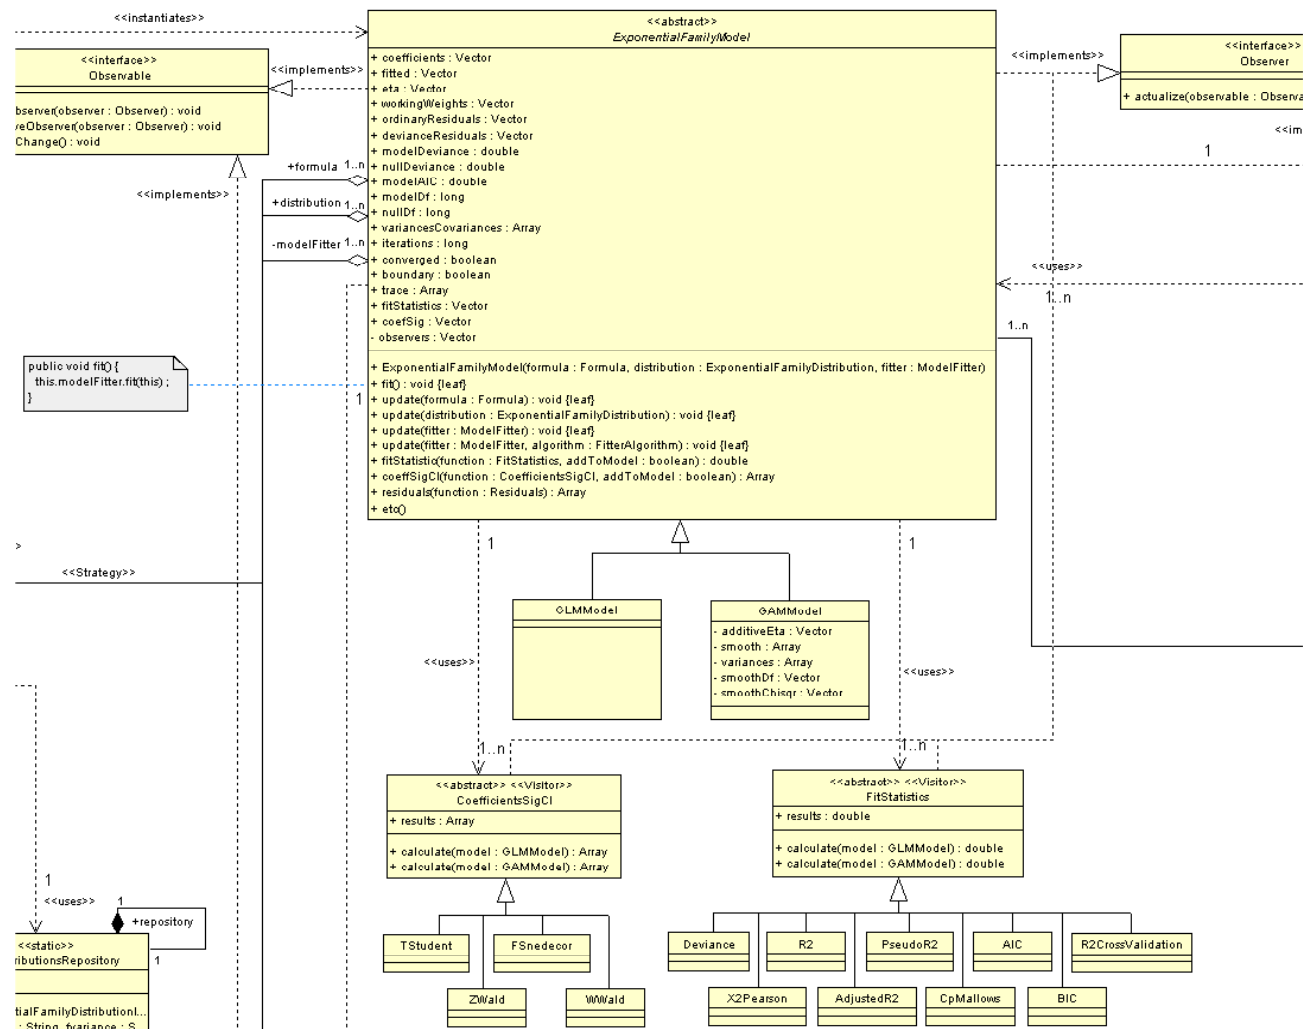 <<instantiates>>
<<abstract>>
ExponentialFamilyModel
+ coefficients : Vector
+ fitted : Vector
+ eta : Vector
+ workingWeights : Vector
+ ordinaryResiduals : Vector
+ devianceResiduals : Vector
+ modelDeviance : double
+ nullDeviance : double
+ modelAIC : double
+ modelDf : long
+ nullDf : long
+ variancesCovariances : Array
+ iterations : long
+ converged : boolean
+ boundary : boolean
+ trace : Array
+ fitStatistics : Vector
+ coefSig : Vector
- observers : Vector
+ ExponentialFamilyModel(formula : Formula, distribution : ExponentialFamilyDistribution, fitter : ModelFitter)
+ fit() : void {leaf}
+ update(formula : Formula) : void {leaf}
+ update(distribution : ExponentialFamilyDistribution) : void {leaf}
+ update(fitter : ModelFitter) : void {leaf}
+ update(fitter : ModelFitter, algorithm : FitterAlgorithm) : void {leaf}
+ fitStatistic(function : FitStatistics, addToModel : boolean) : double
+ coeffSigCI(function : CoefficientsSigCI, addToModel : boolean) : Array
+ residuals(function : Residuals) : Array
+ etc()
<<interface>>
Observable
bserver(observer : Observer) : void
veObserver(observer : Observer) : void
Change() : void
<<implements>>
<<implements>>
+formula 1..n
+distribution 1..n
-modelFitter 1..n
<<implements>>
<<interface>>
Observer
+ actualize(observable : Observa
<<im
1
<<uses>>
1..n
1..n
public void fit() {
this.modelFitter.fit(this) ;
}
1
>
<<Strategy>>
1
1
GLMModel
GAMModel
- additiveEta : Vector
- smooth : Array
- variances : Array
- smoothDf : Vector
- smoothChisqr : Vector
<<uses>>
<<uses>>
1..n
1..n
<<abstract>> <<Visitor>>
CoefficientsSigCI
+ results : Array
+ calculate(model : GLMModel) : Array
+ calculate(model : GAMModel) : Array
<<abstract>> <<Visitor>>
FitStatistics
+ results : double
+ calculate(model : GLMModel) : double
+ calculate(model : GAMModel) : double
1
<<uses>>
1
+repository
1
<<static>>
ributionsRepository
tialFamilyDistributionI...
: String, fvariance : S...
TStudent
FSnedecor
ZWald
WWald
Deviance
R2
PseudoR2
AIC
R2CrossValidation
X2Pearson
AdjustedR2
CpMallows
BIC